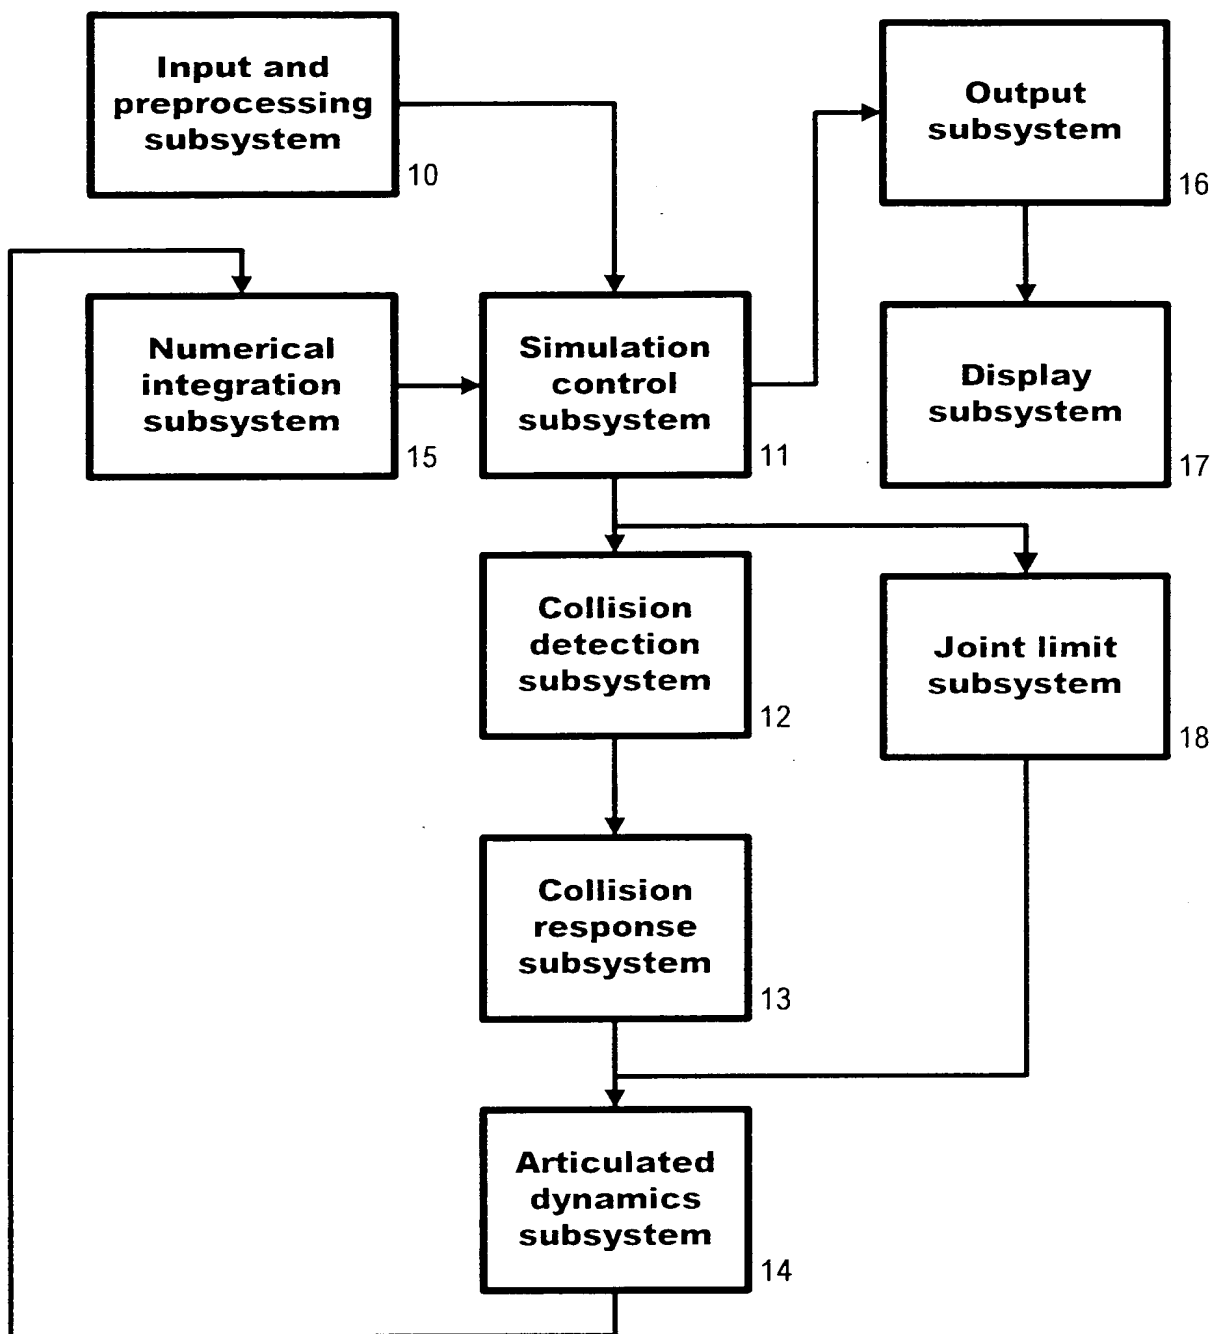 Input and
preprocessing
subsystem
10
Output
subsystem
16
Numerical
integration
subsystem
15
Simulation
control
subsystem
11
Display
subsystem
17
Collision
detection
subsystem
12
Joint limit
subsystem
18
Collision
response
subsystem
13
Articulated
dynamics
subsystem
14